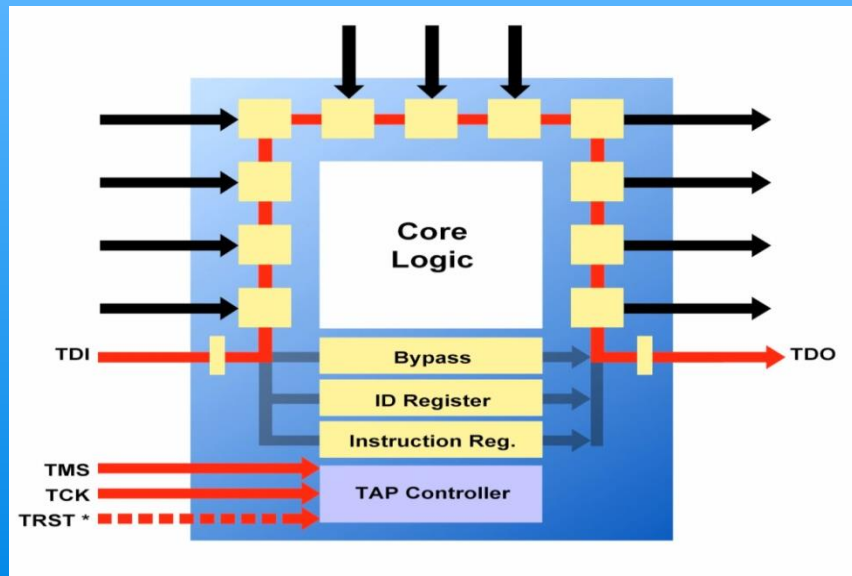 Core
Logic
TDI
Bypass
TDO
ID Register
Instruction Reg.
TMS
TCK
TAP Controller
TRST *